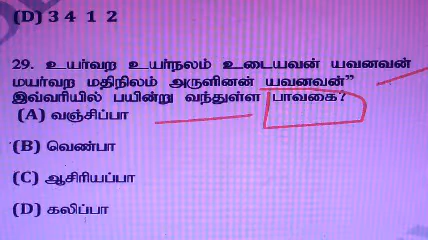 (D) 3 4 1 2
29. உயர்வற உயர்நலம் உடையவன் யவனவன்
மயர்வற மதிநிலம் அருளினன் யவனவன்”
இவ்வரியில் பயின்று வந்துள்ள பாவகை?
(A) வஞ்சிப்பா
(B) வெண்பா
(C) ஆசிரியப்பா
(D) கலிப்பா